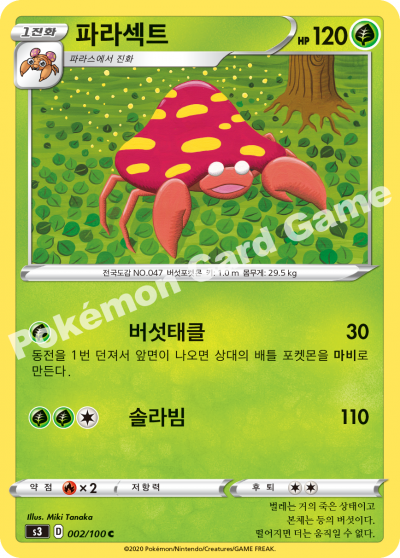 1진화
파라섹트
HP 120
파라스에서 진화
전국도감 NO.047 버섯포켓몬 키: 1.0 m 몸무게: 29.5 kg
Pokémon Card Game
버섯태클 30
동전을 1번 던져서 앞면이 나오면 상대의 배틀 포켓몬을 마비로
만든다.
솔라빔 110
약점 ×2 저항력 후퇴
Illus. Miki Tanaka
s3 D 002/100 C
벌레는 거의 죽은 상태이고
본체는 등의 버섯이다.
떨어지면 더는 움직일 수 없다.
©2020 Pokémon/Nintendo/Creatures/GAME FREAK.